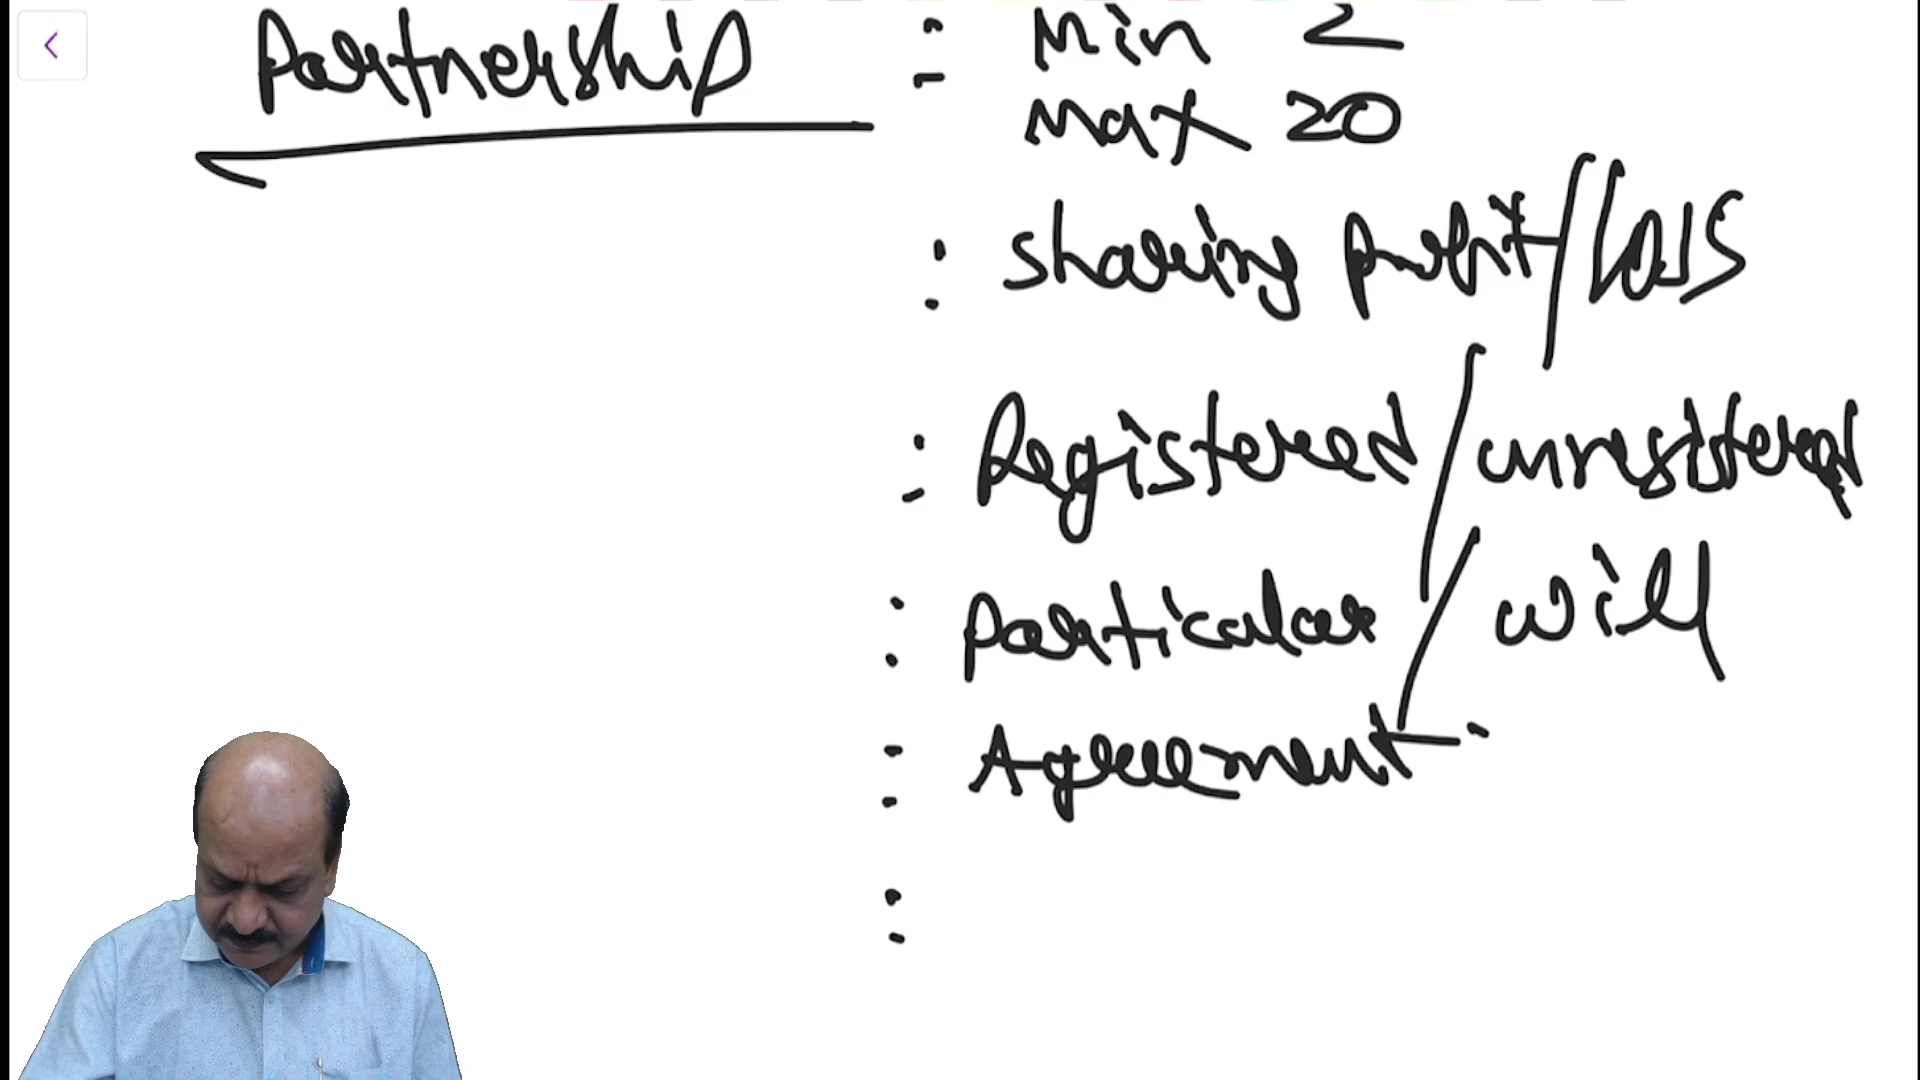 Partnership : Min 2
Max 20
: sharing profit/loss
: Registered/unregistered
: particular/will
: Agreement
: